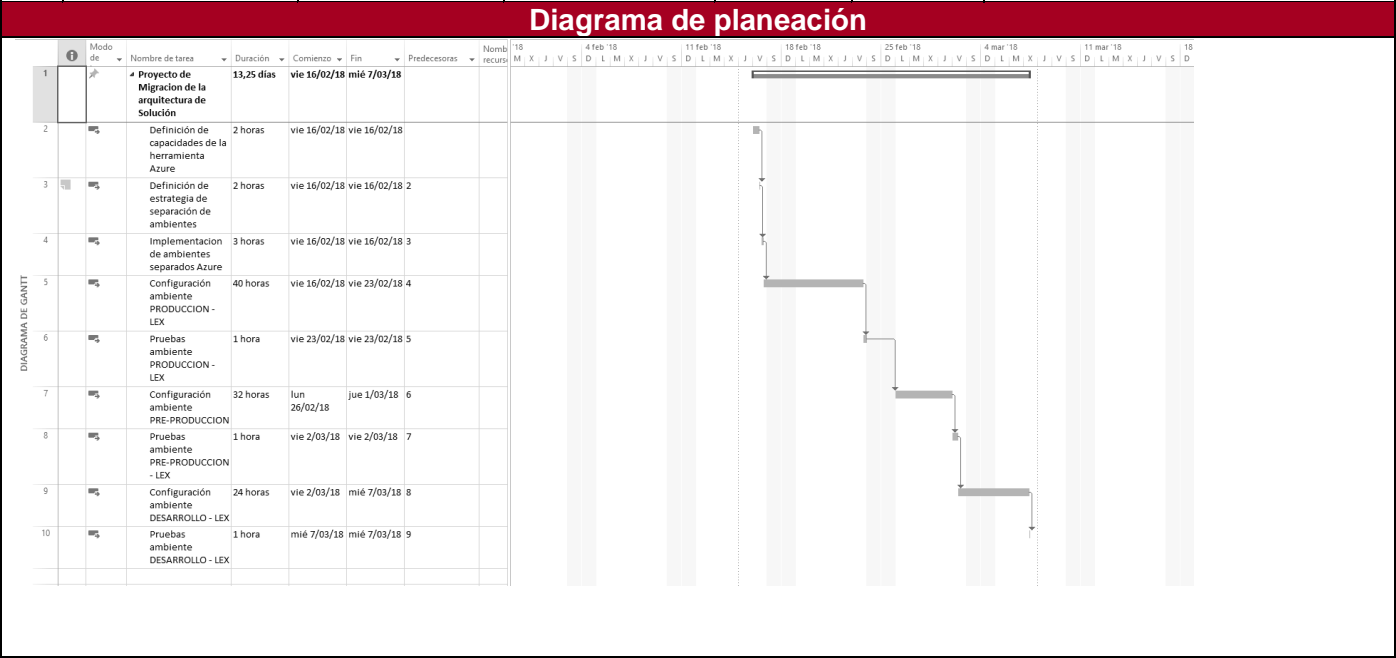 Diagrama de planeación
Modo de Nombre de tarea Duración Comienzo Fin Predecesoras Nomb recurs
'18 4 feb '18 11 feb '18 18 feb '18 25 feb '18 4 mar '18 11 mar '18 18
M X J V S D L M X J V S D L M X J V S D L M X J V S D L M X J V S D L M X J V S D L M X J V S D
DIAGRAMA DE GANTT
1 Proyecto de 13,25 días vie 16/02/18 mié 7/03/18
Migracion de la
arquitectura de
Solución
2 Definición de 2 horas vie 16/02/18 vie 16/02/18
capacidades de la
herramienta
Azure
3 Definición de 2 horas vie 16/02/18 vie 16/02/18 2
estrategia de
separación de
ambientes
4 Implementacion 3 horas vie 16/02/18 vie 16/02/18 3
de ambientes
separados Azure
5 Configuración 40 horas vie 16/02/18 vie 23/02/18 4
ambiente
PRODUCCION -
LEX
6 Pruebas 1 hora vie 23/02/18 vie 23/02/18 5
ambiente
PRODUCCION -
LEX
7 Configuración 32 horas lun jue 1/03/18 6
ambiente 26/02/18
PRE-PRODUCCION
8 Pruebas 1 hora vie 2/03/18 vie 2/03/18 7
ambiente
PRE-PRODUCCION
- LEX
9 Configuración 24 horas vie 2/03/18 mié 7/03/18 8
ambiente
DESARROLLO - LEX
10 Pruebas 1 hora mié 7/03/18 mié 7/03/18 9
ambiente
DESARROLLO - LEX